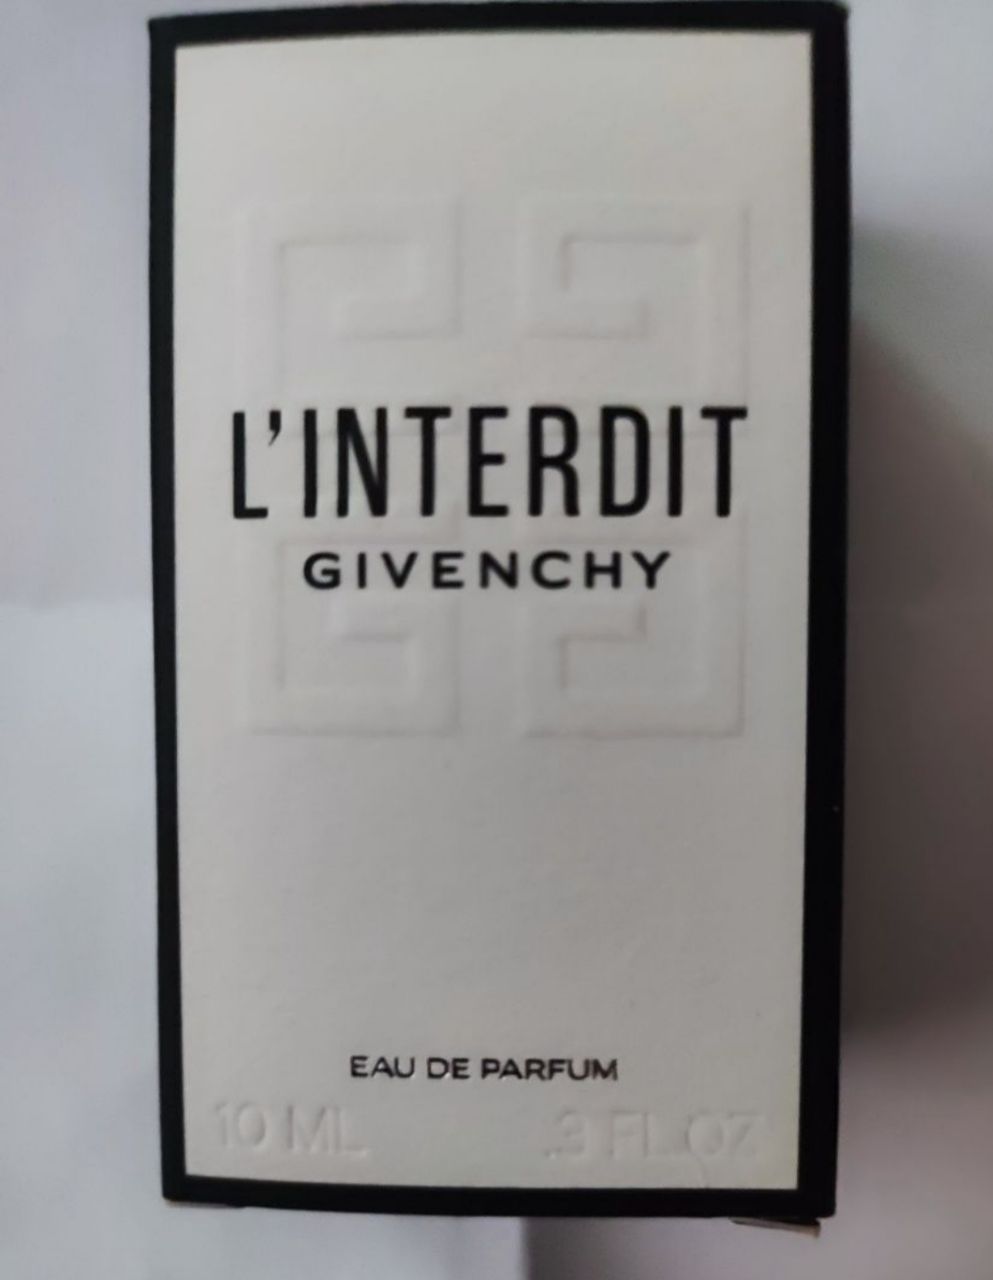 L'INTERDIT
GIVENCHY
EAU DE PARFUM
10 ML .3 FL.OZ